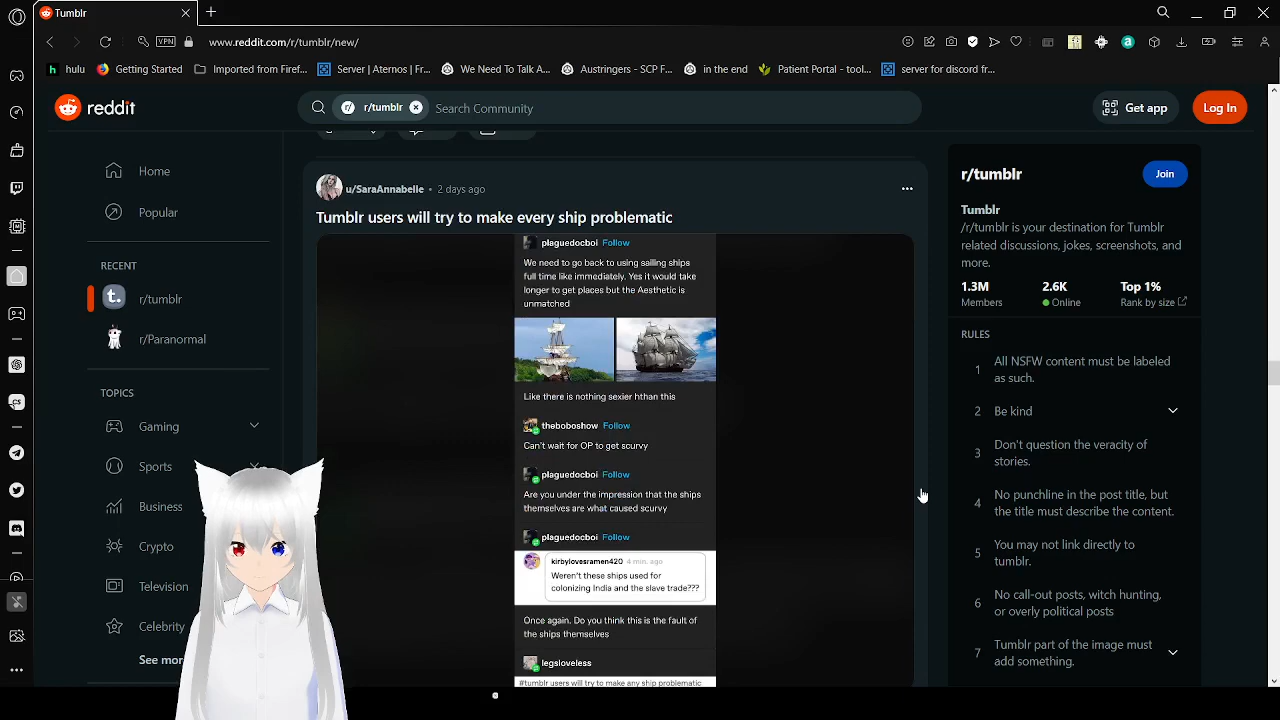 Tumblr
www.reddit.com/r/tumblr/new/
VPN
hulu
Getting Started
Imported from Firef...
Server | Aternos | Fr...
We Need To Talk A...
Austringers - SCP F...
in the end
Patient Portal - tool...
server for discord fr...
reddit
r/ r/tumblr
Search Community
Get app
Log In
Home
Popular
RECENT
r/tumblr
r/Paranormal
TOPICS
Gaming
Sports
Business
Crypto
Television
Celebrity
See mor
u/SaraAnnabelle • 2 days ago
Tumblr users will try to make every ship problematic
plaguedocboi Follow
We need to go back to using sailing ships
full time like immediately. Yes it would take
longer to get places but the Aesthetic is
unmatched
Like there is nothing sexier hthan this
theboboshow Follow
Can't wait for OP to get scurvy
plaguedocboi Follow
Are you under the impression that the ships
themselves are what caused scurvy
plaguedocboi Follow
kirbylovesramen420 4 min. ago
Weren't these ships used for
colonizing India and the slave trade???
Once again. Do you think this is the fault of
the ships themselves
legsloveless
#tumblr users will try to make any ship problematic
r/tumblr
Join
Tumblr
/r/tumblr is your destination for Tumblr
related discussions, jokes, screenshots, and
more.
1.3M
Members
2.6K
Online
Top 1%
Rank by size
RULES
1 All NSFW content must be labeled
as such.
2 Be kind
3 Don't question the veracity of
stories.
4 No punchline in the post title, but
the title must describe the content.
5 You may not link directly to
tumblr.
6 No call-out posts, witch hunting,
or overly political posts
7 Tumblr part of the image must
add something.